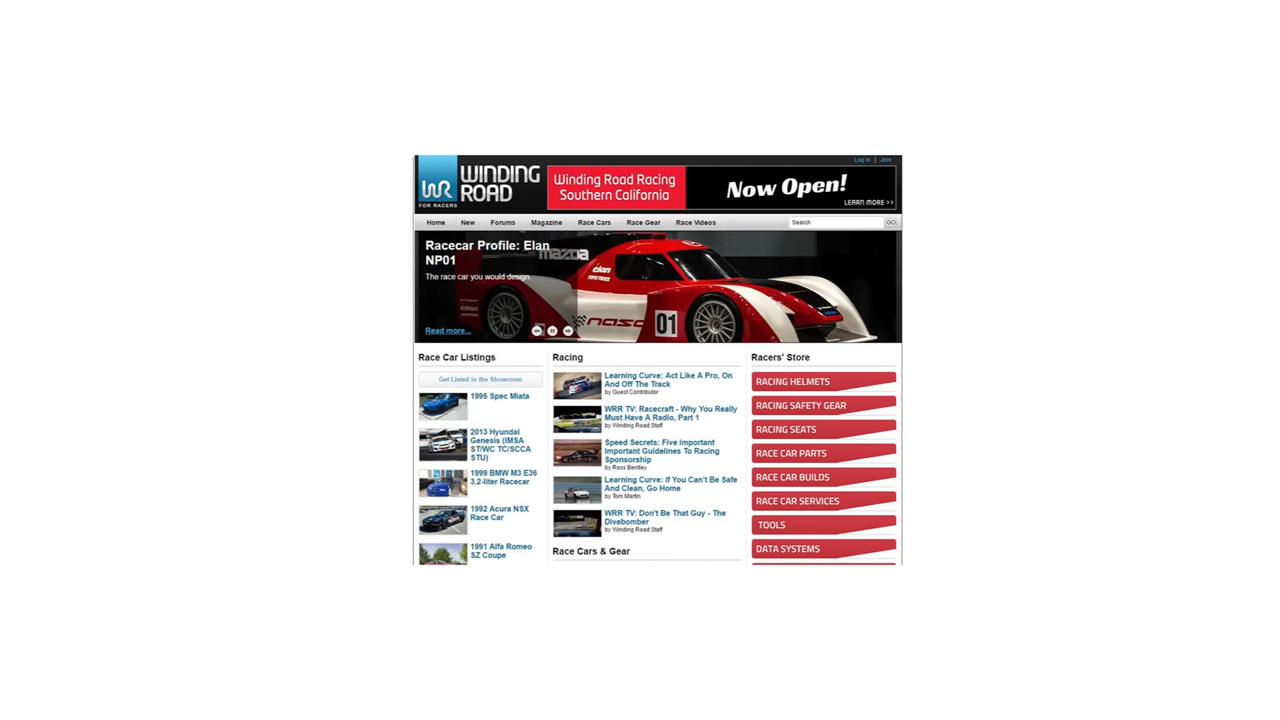 Log In | Join
WINDING
ROAD
WR
FOR RACERS
Winding Road Racing
Southern California
Now Open!
LEARN MORE >>
Home New Forums Magazine Race Cars Race Gear Race Videos
Search GO
Racecar Profile: Elan
NP01
The race car you would design
Read more...
mazda
elan
nasa
01
Race Car Listings
Get Listed in the Showroom
1995 Spec Miata
2013 Hyundai
Genesis (IMSA
ST/WC TC/SCCA
STU)
1999 BMW M3 E36
3.2-liter Racecar
1992 Acura NSX
Race Car
1991 Alfa Romeo
SZ Coupe
Racing
Learning Curve: Act Like A Pro, On
And Off The Track
by Guest Contributor
WRR TV: Racecraft - Why You Really
Must Have A Radio, Part 1
by Winding Road Staff
Speed Secrets: Five Important
Important Guidelines To Racing
Sponsorship
by Ross Bentley
Learning Curve: If You Can't Be Safe
And Clean, Go Home
by Tom Martin
WRR TV: Don't Be That Guy - The
Divebomber
by Winding Road Staff
Race Cars & Gear
Racers' Store
RACING HELMETS
RACING SAFETY GEAR
RACING SEATS
RACE CAR PARTS
RACE CAR BUILDS
RACE CAR SERVICES
TOOLS
DATA SYSTEMS